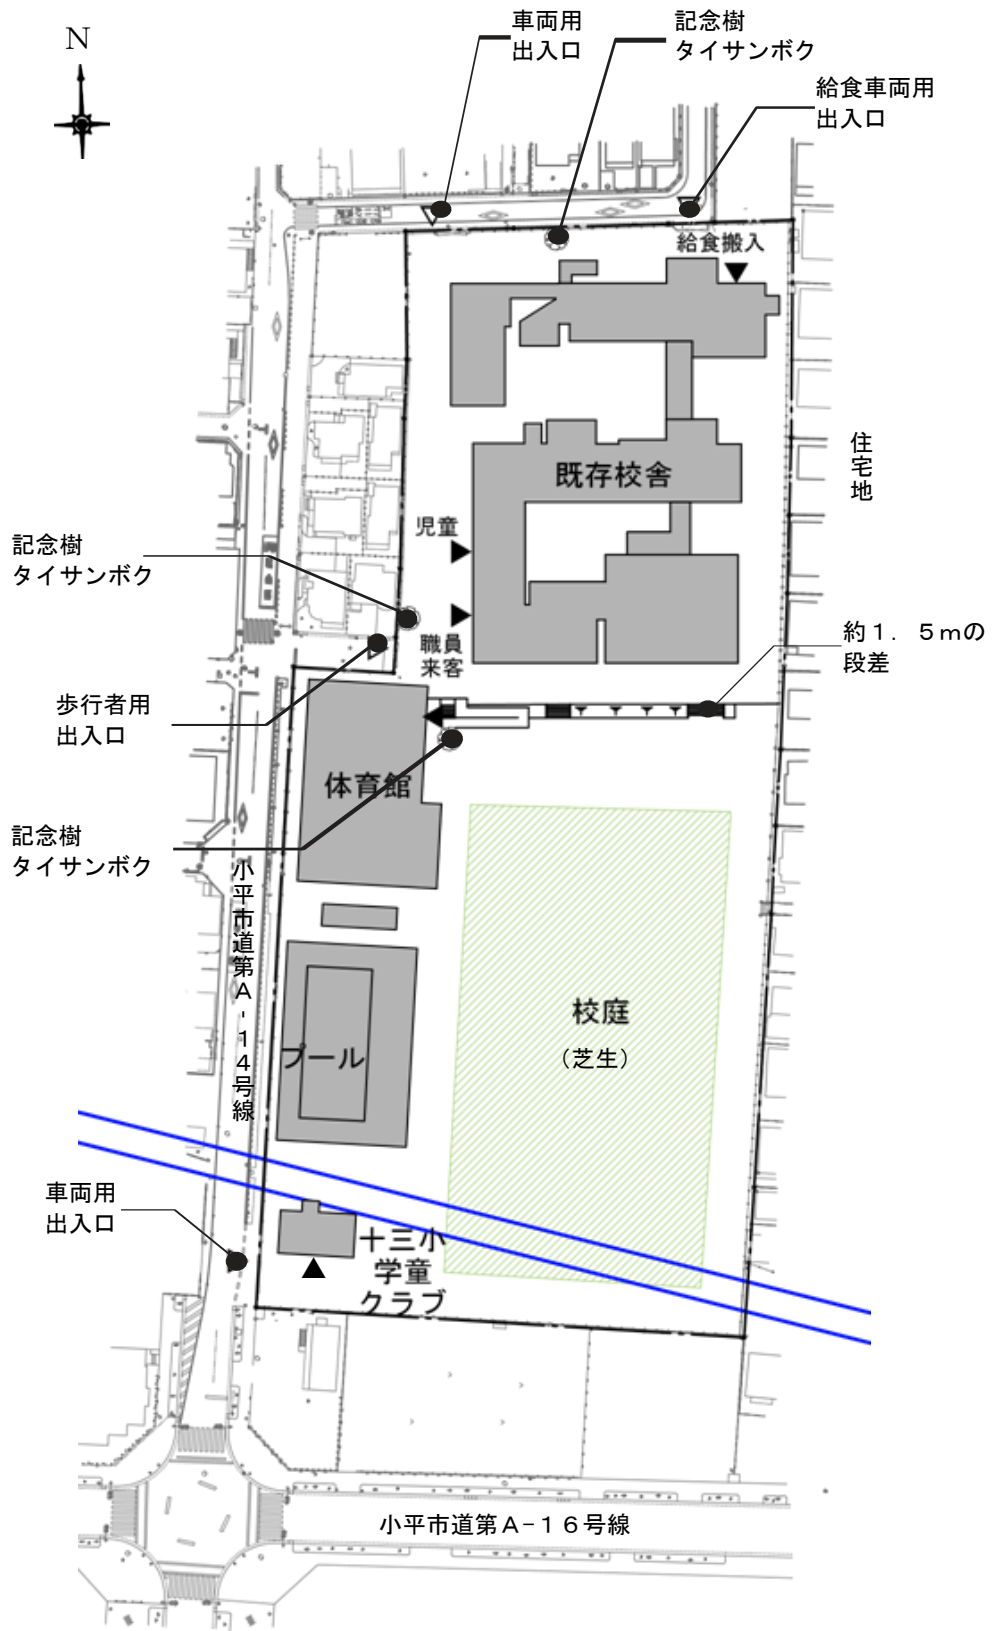 N
車両用
出入口
記念樹
タイサンボク
給食車両用
出入口
給食搬入
既存校舎
住宅地
児童
記念樹
タイサンボク
職員
来客
約１．５ｍの
段差
歩行者用
出入口
体育館
記念樹
タイサンボク
小平市道第Ａ-１４号線
校庭
（芝生）
プール
車両用
出入口
十三小
学童
クラブ
小平市道第Ａ−１６号線